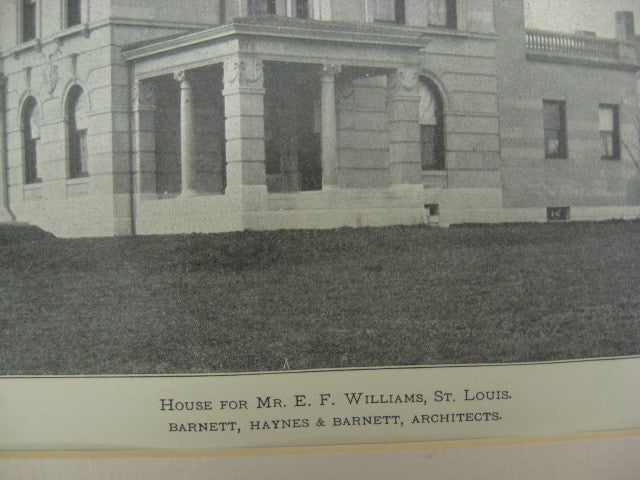 House for Mr. E. F. Williams, St. Louis.
Barnett, Haynes & Barnett, Architects.